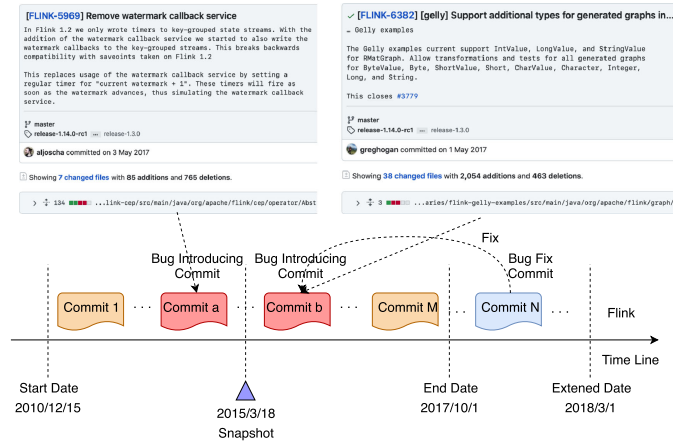 [FLINK-5969] Remove watermark callback service
In Flink 1.2 we only wrote timers to key-grouped state streams. With the
addition of the watermark callback service we started to also write the
watermark callbacks to the key-grouped streams. This breaks backwards
compatibility with savesoints taken on Flink 1.2
This replaces usage of the watermark callback service by setting a
regular timer for "current watermark + 1". These timers will fire as
soon as the watermark advances, thus simulating the watermark callback
service.
master
release-1.14.0-rc1 ... release-1.3.0
aljoscha committed on 3 May 2017
Showing 7 changed files with 85 additions and 765 deletions.
134 ...link-cep/src/main/java/org/apache/flink/cep/operator/Abst
[FLINK-6382] [gelly] Support additional types for generated graphs in...
… Gelly examples
The Gelly examples current support IntValue, LongValue, and StringValue
for RMatGraph. Allow transformations and tests for all generated graphs
for ByteValue, Byte, ShortValue, Short, CharValue, Character, Integer,
Long, and String.
This closes #3779
master
release-1.14.0-rc1 ... release-1.3.0
greghogan committed on 1 May 2017
Showing 38 changed files with 2,054 additions and 463 deletions.
3 ...aries/flink-gelly-examples/src/main/java/org/apache/flink/graph/
Fix
Bug Introducing
Commit
Bug Introducing
Commit
Bug Fix
Commit
Commit 1 · · · Commit a · · · Commit b · · · Commit M · · · Commit N · · · Flink
Time Line
Start Date
2010/12/15
2015/3/18
Snapshot
End Date
2017/10/1
Extened Date
2018/3/1